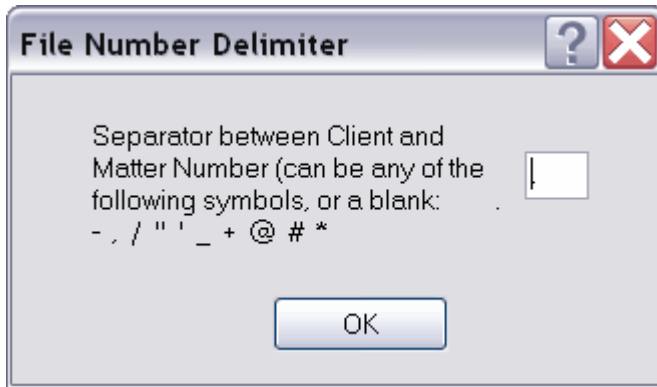 File Number Delimiter
Separator between Client and
Matter Number (can be any of the
following symbols, or a blank: .
- , / " ' _ + @ # *
.
OK